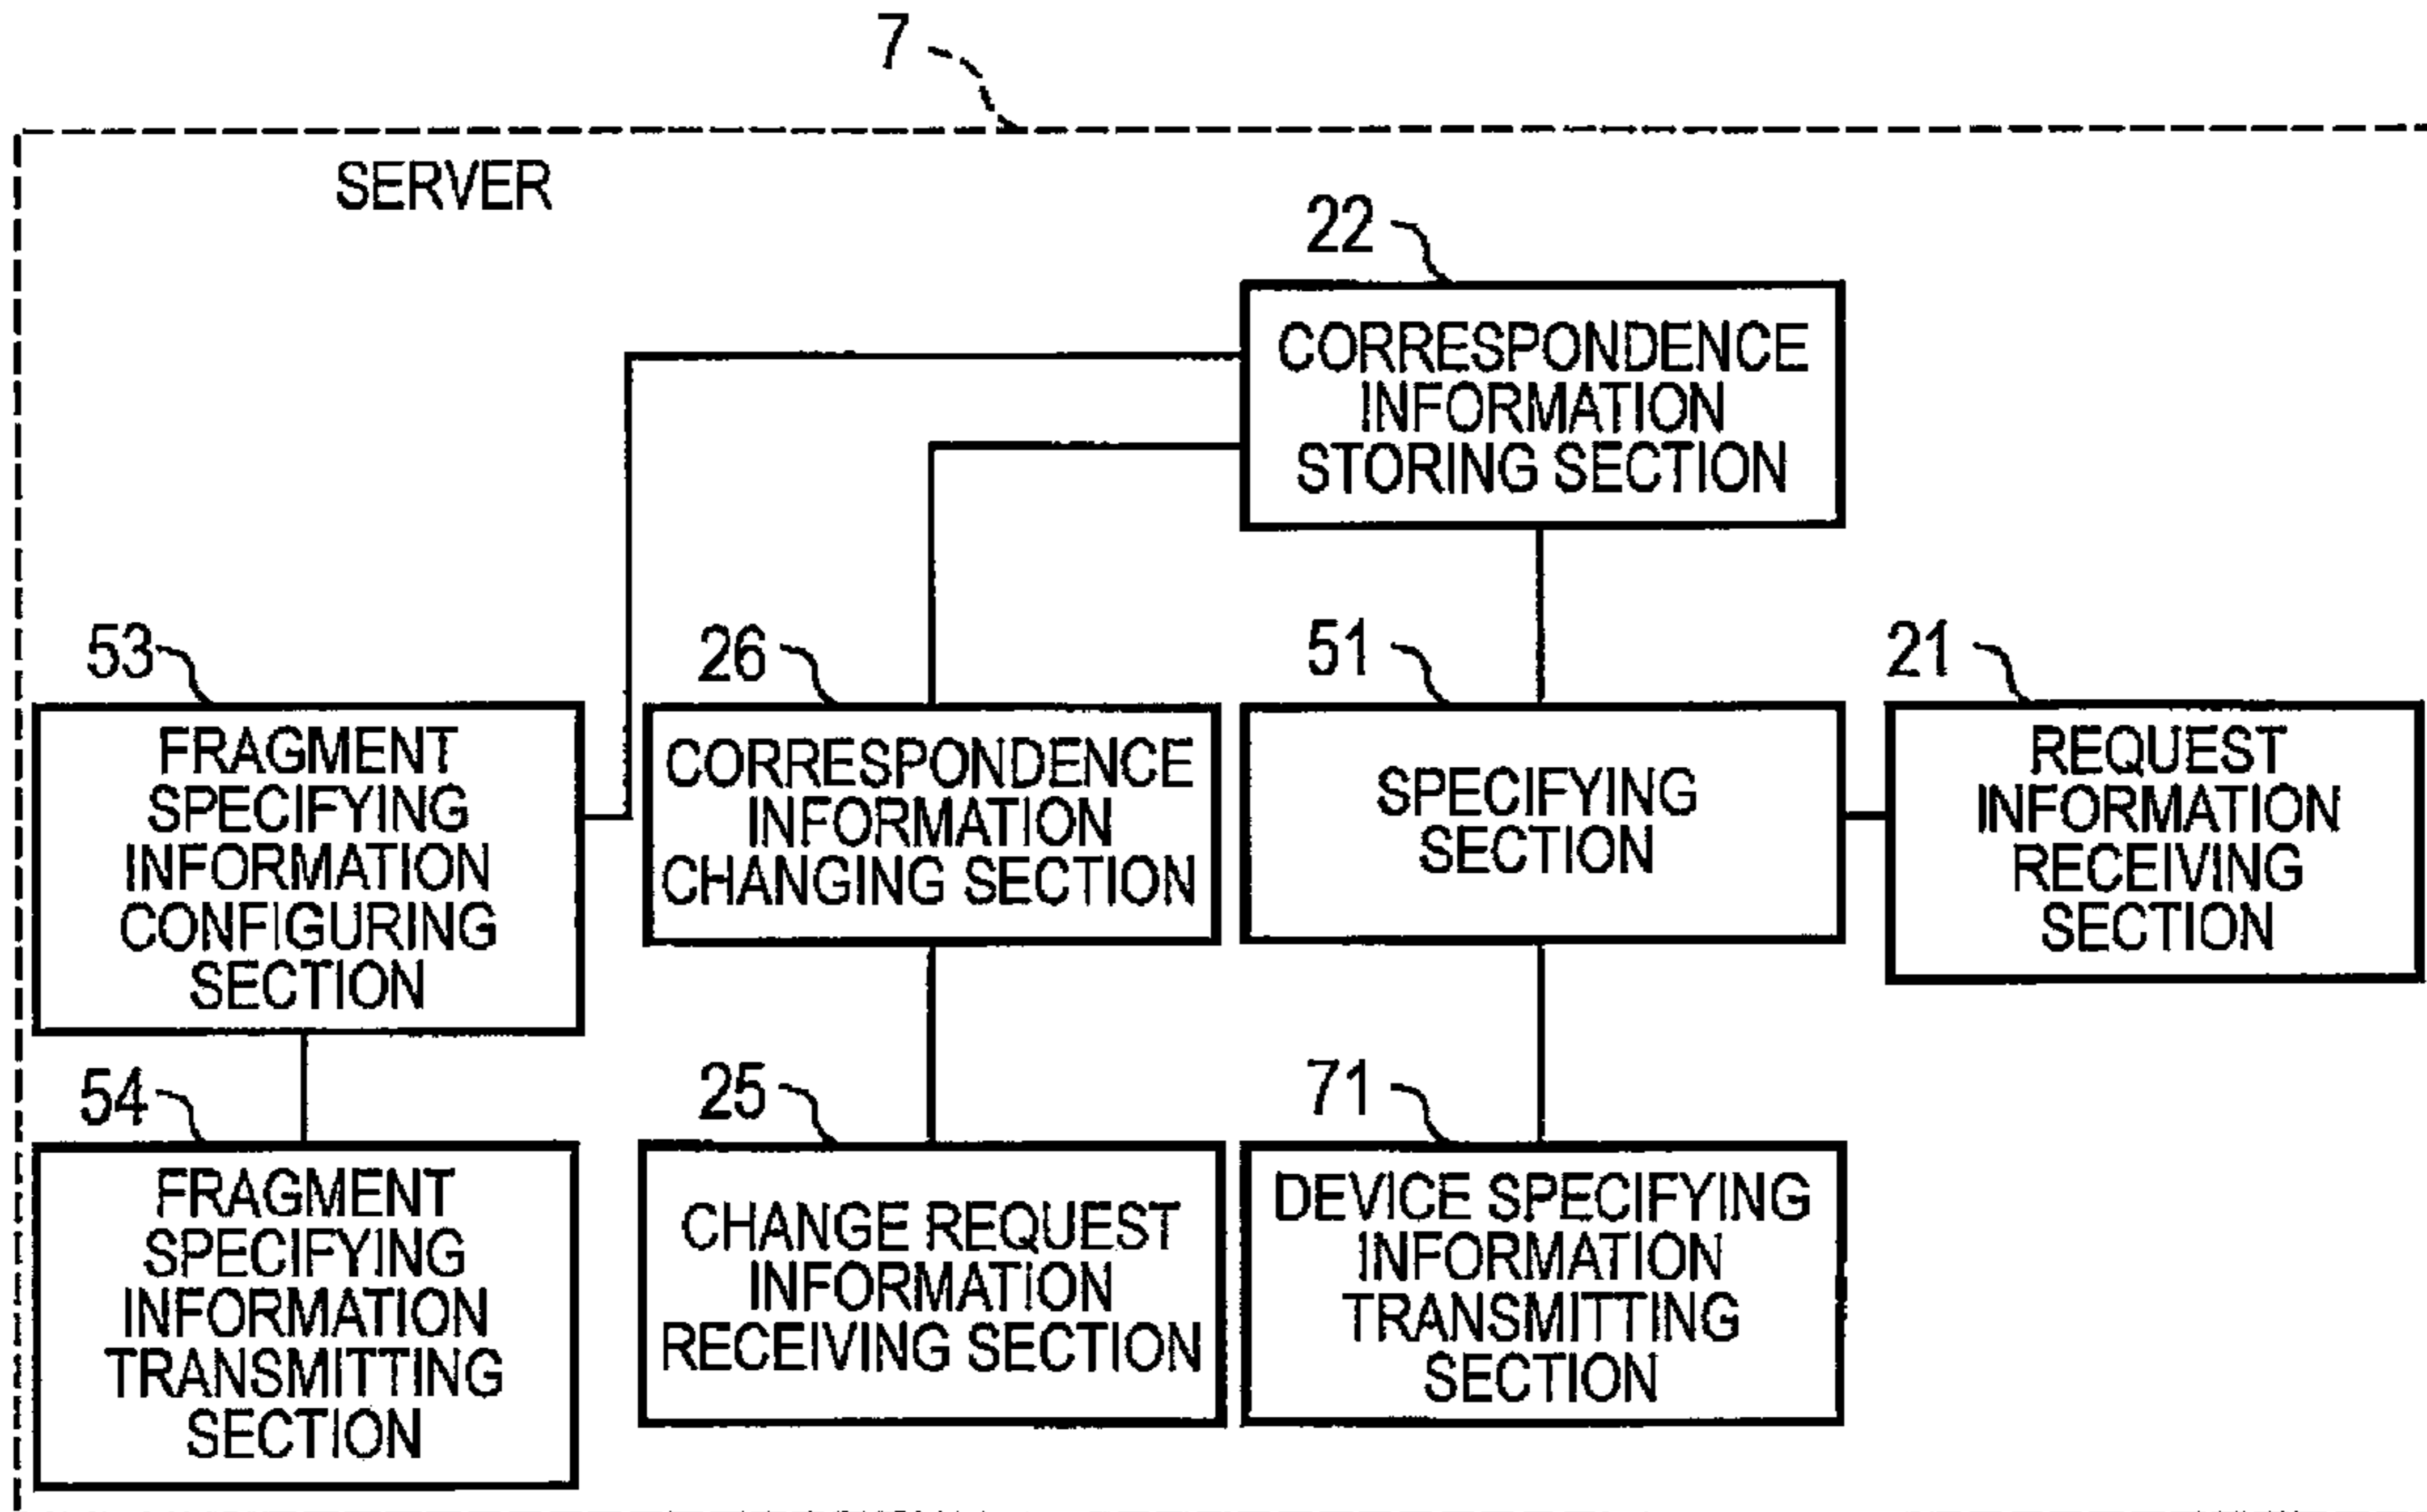 7
SERVER
22
CORRESPONDENCE
INFORMATION
STORING SECTION
53
FRAGMENT
SPECIFYING
INFORMATION
CONFIGURING
SECTION
26
CORRESPONDENCE
INFORMATION
CHANGING SECTION
51
SPECIFYING
SECTION
21
REQUEST
INFORMATION
RECEIVING
SECTION
54
FRAGMENT
SPECIFYING
INFORMATION
TRANSMITTING
SECTION
25
CHANGE REQUEST
INFORMATION
RECEIVING SECTION
71
DEVICE SPECIFYING
INFORMATION
TRANSMITTING
SECTION